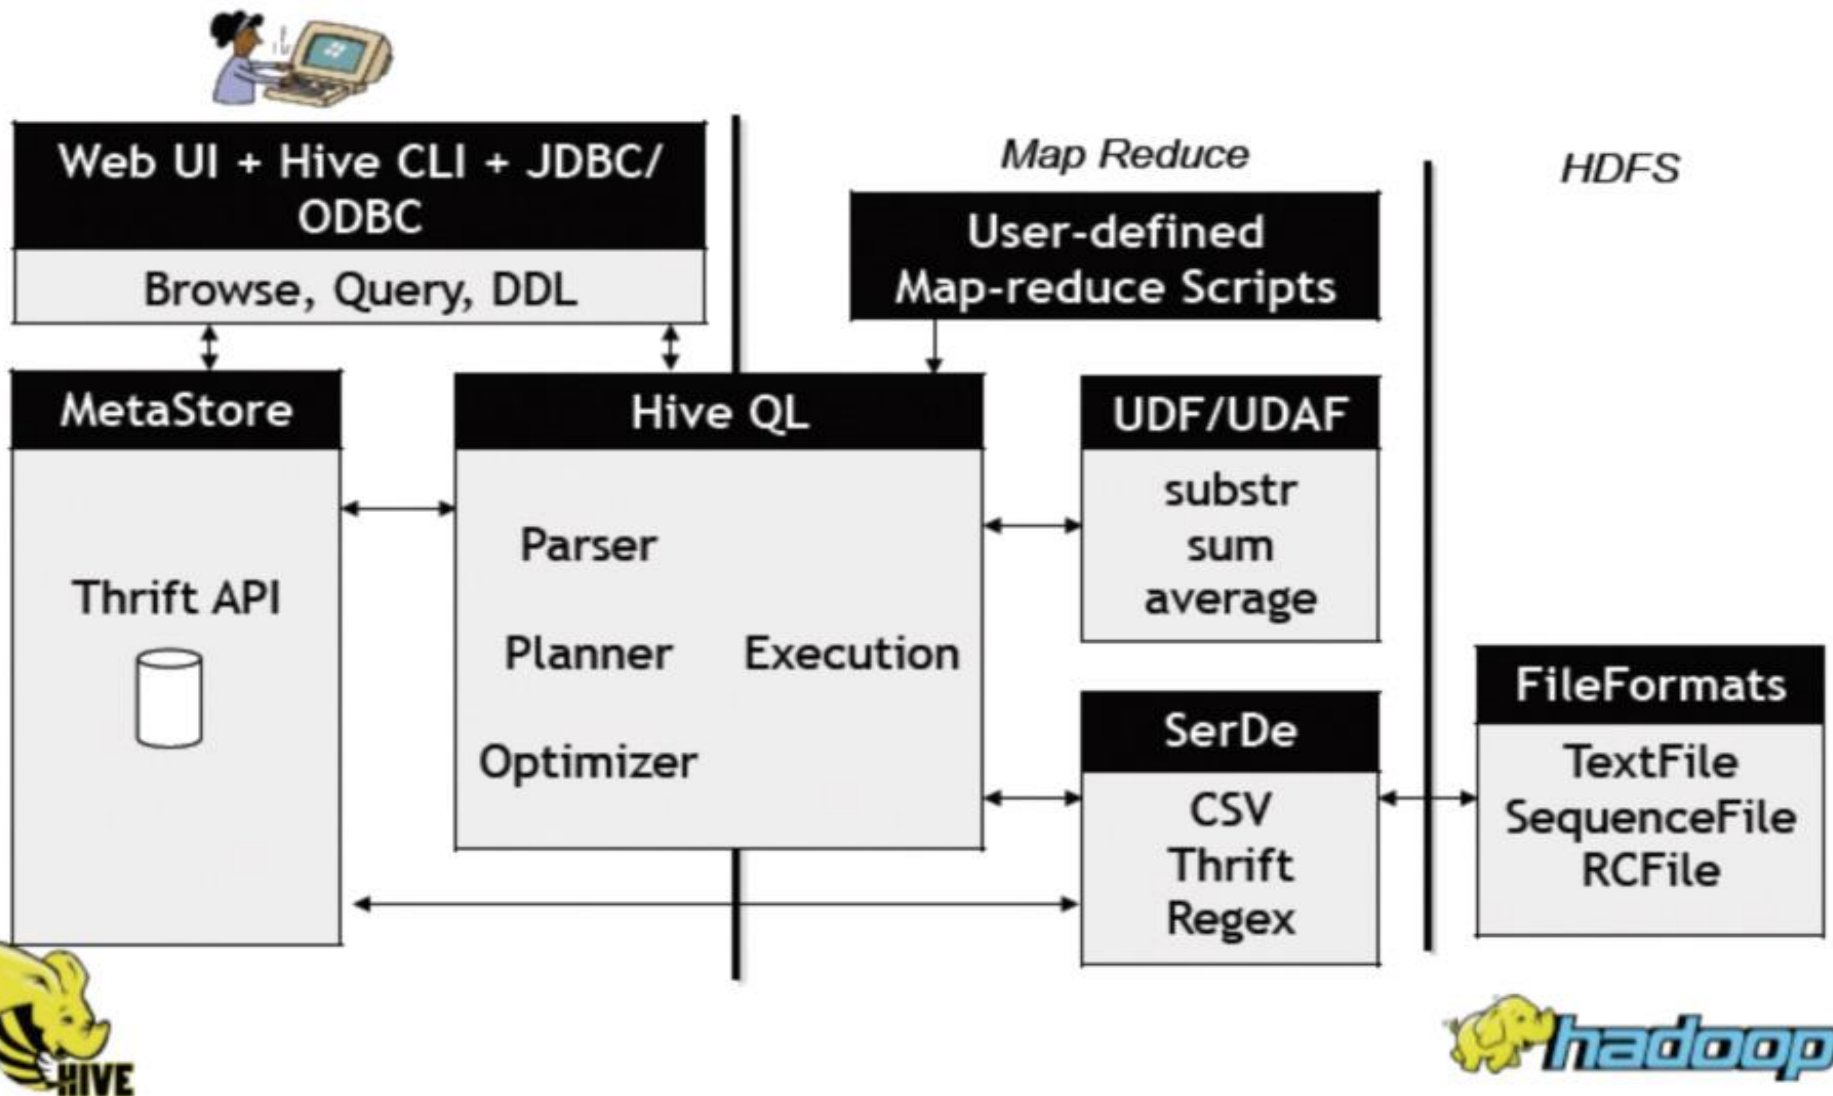 Web UI + Hive CLI + JDBC/
ODBC
Browse, Query, DDL
Map Reduce
HDFS
User-defined
Map-reduce Scripts
MetaStore
Thrift API
Hive QL
Parser
Planner
Execution
Optimizer
UDF/UDAF
substr
sum
average
SerDe
CSV
Thrift
Regex
FileFormats
TextFile
SequenceFile
RCFile
HIVE
hadoop